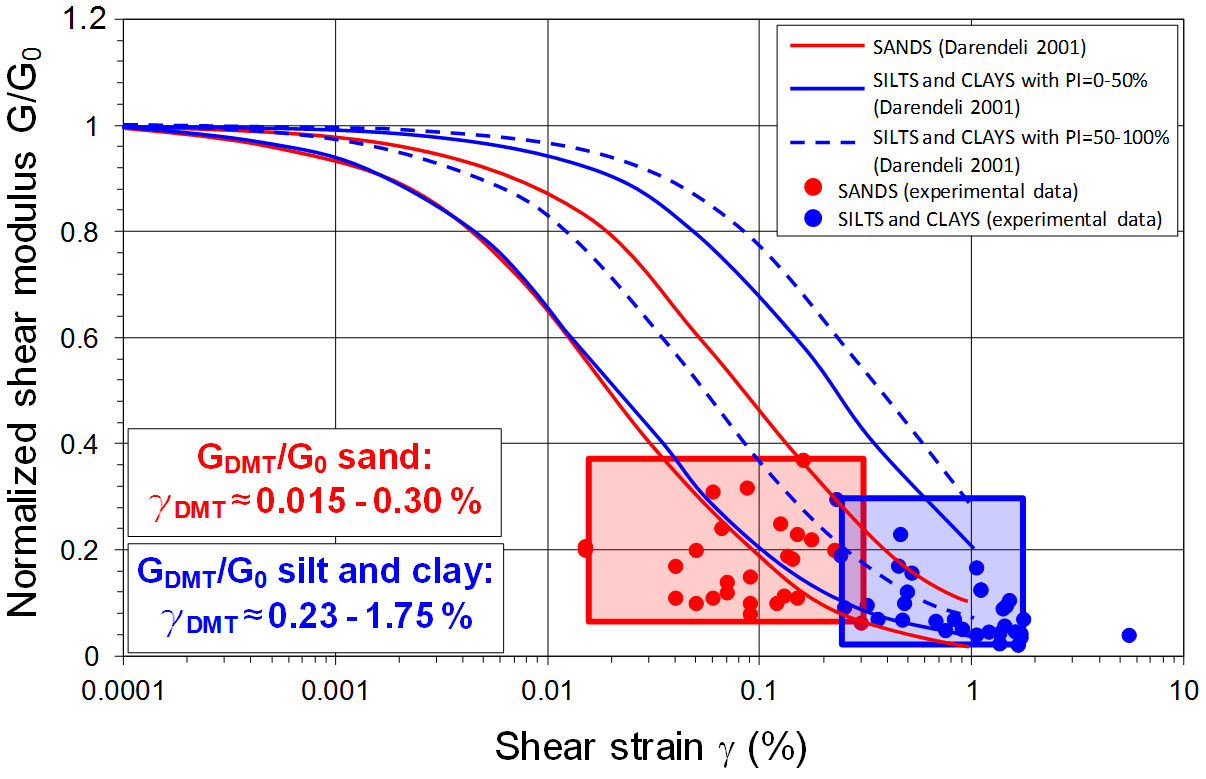 Normalized shear modulus G/G0
1.2
1
0.8
0.6
0.4
0.2
0
SANDS (Darendeli 2001)
SILTS and CLAYS with PI=0-50%
(Darendeli 2001)
SILTS and CLAYS with PI=50-100%
(Darendeli 2001)
SANDS (experimental data)
SILTS and CLAYS (experimental data)
GDMT/G0 sand:
γDMT ≈ 0.015 - 0.30 %
GDMT/G0 silt and clay:
γDMT ≈ 0.23 - 1.75 %
0.0001
0.001
0.01
0.1
1
10
Shear strain γ (%)